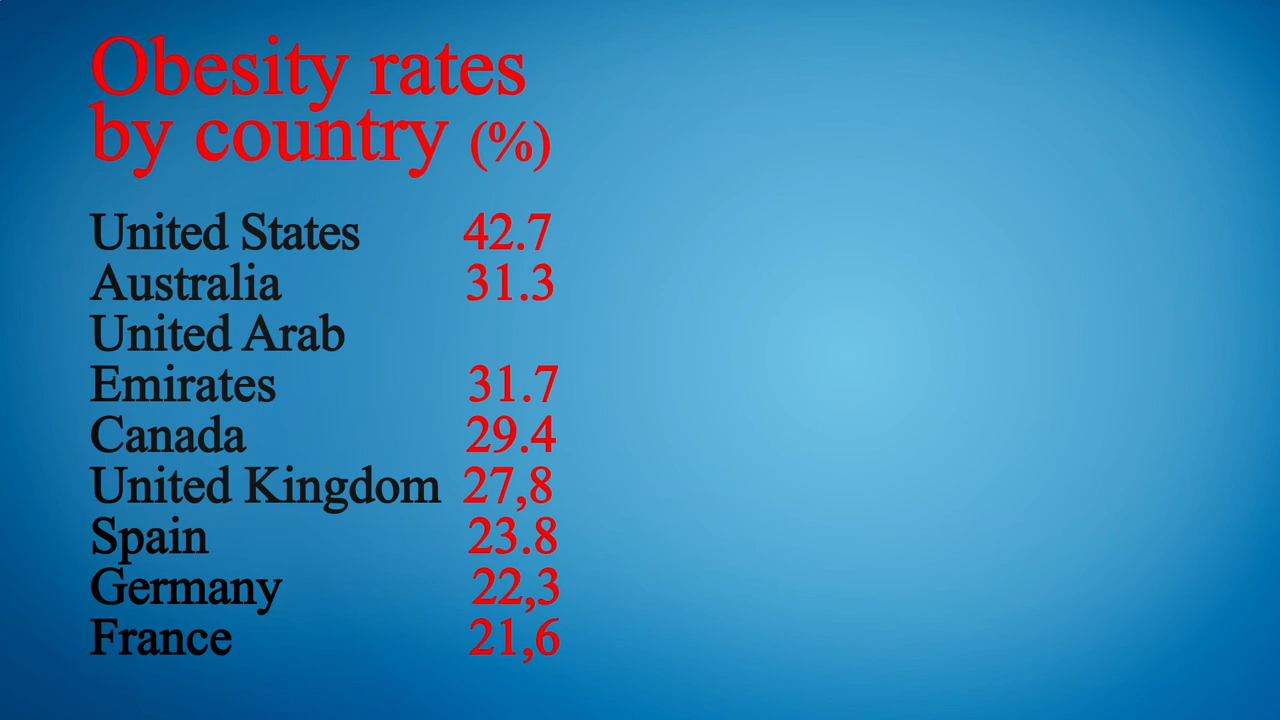 Obesity rates
by country (%)
United States 42.7
Australia 31.3
United Arab
Emirates 31.7
Canada 29.4
United Kingdom 27,8
Spain 23.8
Germany 22,3
France 21,6